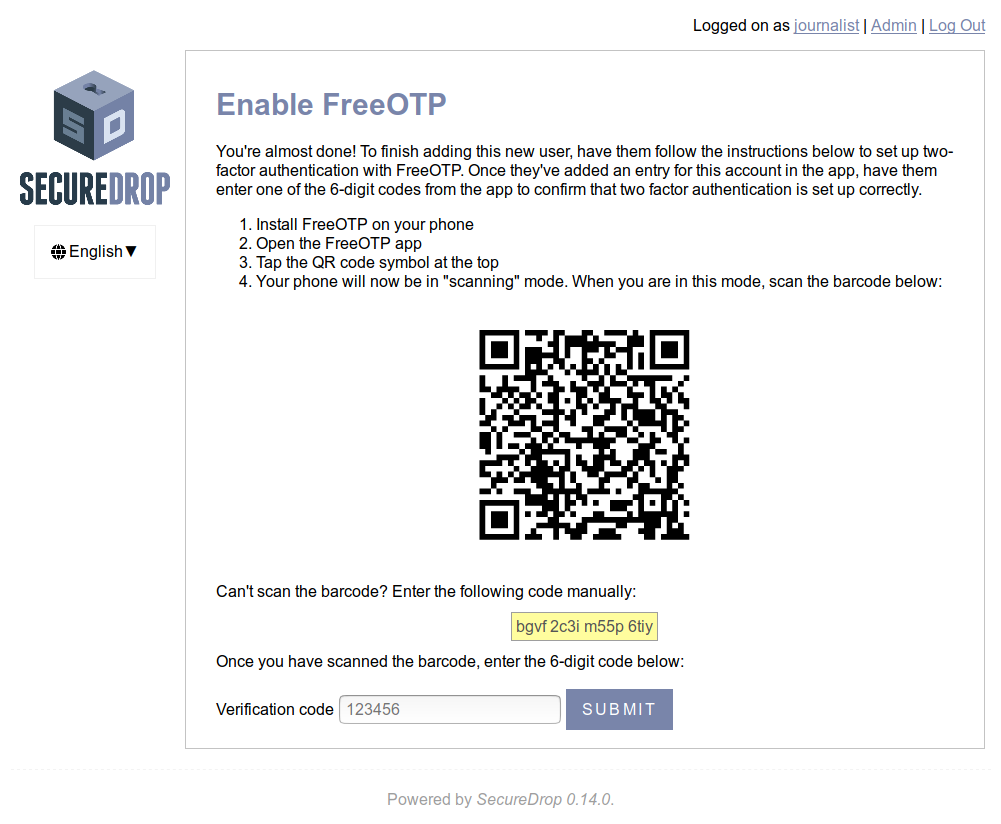 Logged on as journalist | Admin | Log Out
SD
SECUREDROP
English▼
Enable FreeOTP
You're almost done! To finish adding this new user, have them follow the instructions below to set up two-
factor authentication with FreeOTP. Once they've added an entry for this account in the app, have them
enter one of the 6-digit codes from the app to confirm that two factor authentication is set up correctly.
1. Install FreeOTP on your phone
2. Open the FreeOTP app
3. Tap the QR code symbol at the top
4. Your phone will now be in "scanning" mode. When you are in this mode, scan the barcode below:
Can't scan the barcode? Enter the following code manually:
bgvf 2c3i m55p 6tiy
Once you have scanned the barcode, enter the 6-digit code below:
Verification code 123456 SUBMIT
Powered by SecureDrop 0.14.0.